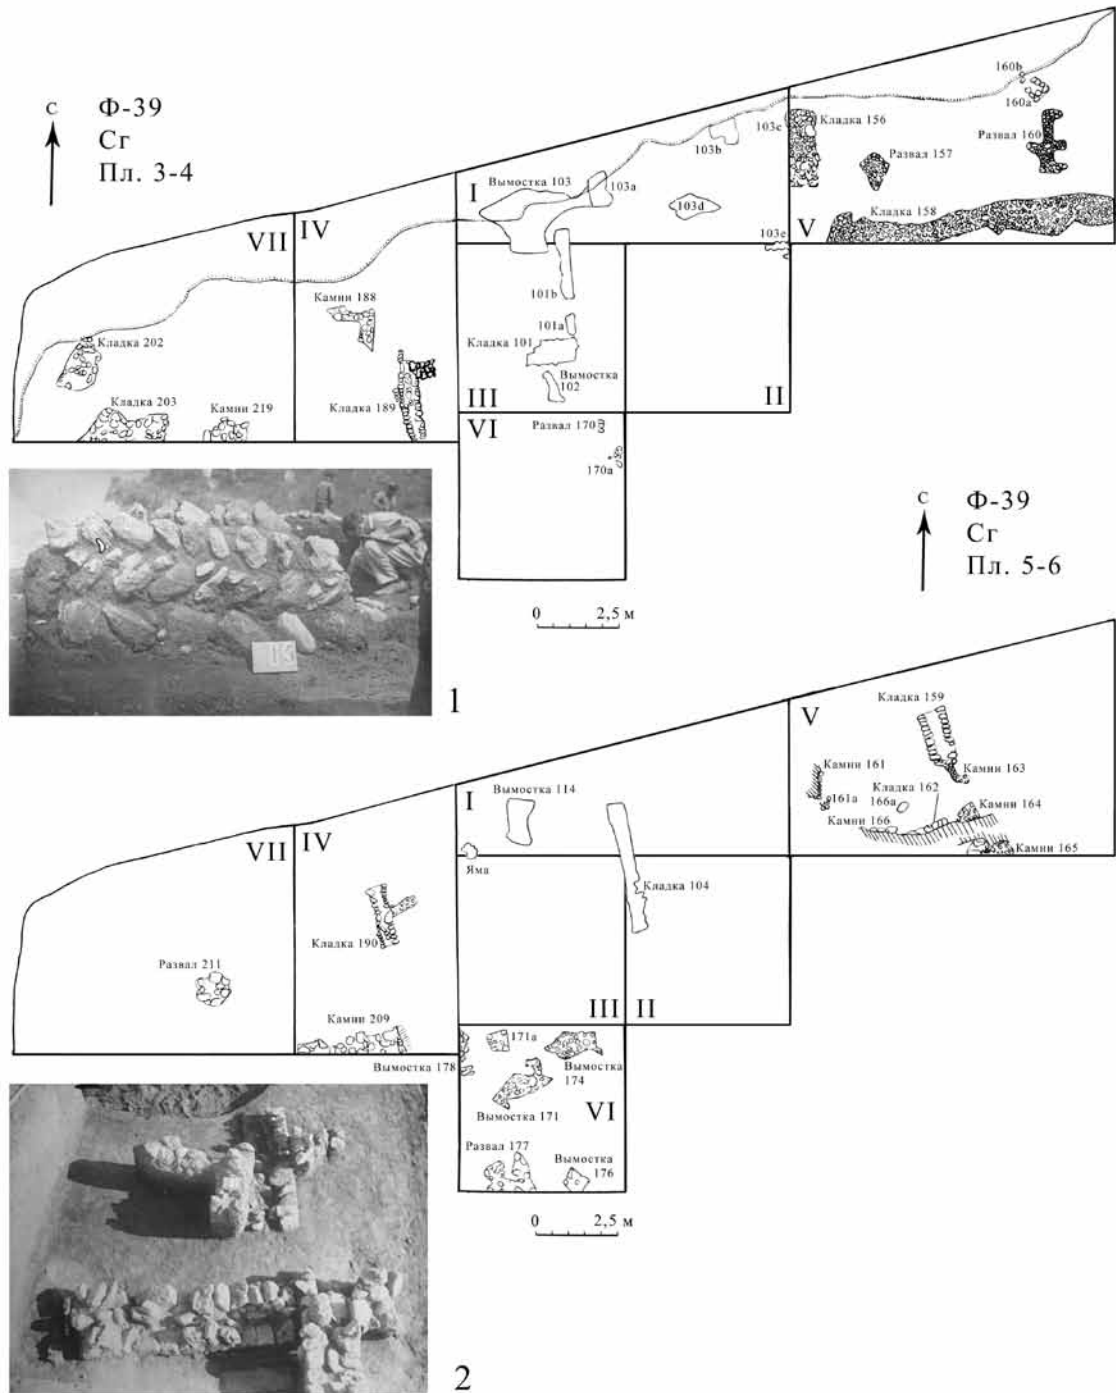 С
Ф-39
Сг
Пл. 3-4
160b
160a
103c
Кладка 156
103b
Развал 160
Развал 157
I
Вымостка 103
103a
103d
Кладка 158
V
VII
IV
103e
Камни 188
101b
Кладка 202
101a
Кладка 101
Вымостка
102
Кладка 203
Камни 219
Кладка 189
III
II
VI
Развал 170
170a
С
Ф-39
Сг
Пл. 5-6
0
2,5 м
13
1
V
Кладка 159
Камни 161
Камни 163
Кладка 162
161a
166a
Камни 164
Камни 166
Камни 165
I
Вымостка 114
VII
IV
Яма
Кладка 104
Кладка 190
Развал 211
III
II
Камни 209
171a
Вымостка 178
Вымостка
174
Вымостка 171
VI
Развал 177
Вымостка
176
0
2,5 м
2